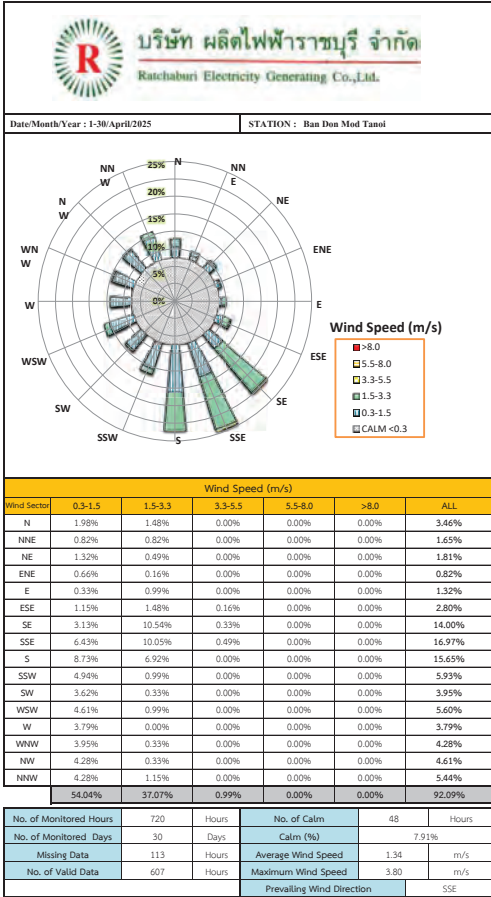 R
บริษัท ผลิตไฟฟ้าราชบุรี จำกัด
Ratchaburi Electricity Generating Co.,Ltd.
Date/Month/Year : 1-30/April/2025 STATION : Ban Don Mod Tanoi
25%
20%
15%
10%
5%
0%
N
NN
E
NE
ENE
E
ESE
SE
SSE
S
SSW
SW
WSW
W
WN
W
N
W
NN
W
Wind Speed (m/s)
>8.0
5.5-8.0
3.3-5.5
1.5-3.3
0.3-1.5
CALM <0.3
Wind Speed (m/s)
Wind Sector 0.3-1.5 1.5-3.3 3.3-5.5 5.5-8.0 >8.0 ALL
N 1.98% 1.48% 0.00% 0.00% 0.00% 3.46%
NNE 0.82% 0.82% 0.00% 0.00% 0.00% 1.65%
NE 1.32% 0.49% 0.00% 0.00% 0.00% 1.81%
ENE 0.66% 0.16% 0.00% 0.00% 0.00% 0.82%
E 0.33% 0.99% 0.00% 0.00% 0.00% 1.32%
ESE 1.15% 1.48% 0.16% 0.00% 0.00% 2.80%
SE 3.13% 10.54% 0.33% 0.00% 0.00% 14.00%
SSE 6.43% 10.05% 0.49% 0.00% 0.00% 16.97%
S 8.73% 6.92% 0.00% 0.00% 0.00% 15.65%
SSW 4.94% 0.99% 0.00% 0.00% 0.00% 5.93%
SW 3.62% 0.33% 0.00% 0.00% 0.00% 3.95%
WSW 4.61% 0.99% 0.00% 0.00% 0.00% 5.60%
W 3.79% 0.00% 0.00% 0.00% 0.00% 3.79%
WNW 3.95% 0.33% 0.00% 0.00% 0.00% 4.28%
NW 4.28% 0.33% 0.00% 0.00% 0.00% 4.61%
NNW 4.28% 1.15% 0.00% 0.00% 0.00% 5.44%
54.04% 37.07% 0.99% 0.00% 0.00% 92.09%
No. of Monitored Hours 720 Hours No. of Calm 48 Hours
No. of Monitored Days 30 Days Calm (%) 7.91%
Missing Data 113 Hours Average Wind Speed 1.34 m/s
No. of Valid Data 607 Hours Maximum Wind Speed 3.80 m/s
Prevailing Wind Direction SSE